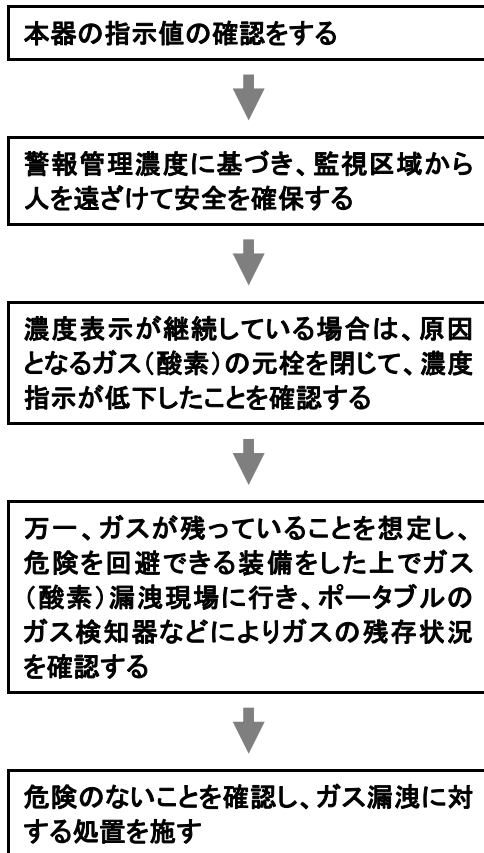 本器の指示値の確認をする
警報管理濃度に基づき、監視区域から
人を遠ざけて安全を確保する
濃度表示が継続している場合は、原因
となるガス（酸素）の元栓を閉じて、濃度
指示が低下したことを確認する
万一、ガスが残っていることを想定し、
危険を回避できる装備をした上でガス
（酸素）漏洩現場に行き、ポータブルの
ガス検知器などによりガスの残存状況
を確認する
危険のないことを確認し、ガス漏洩に対
する処置を施す